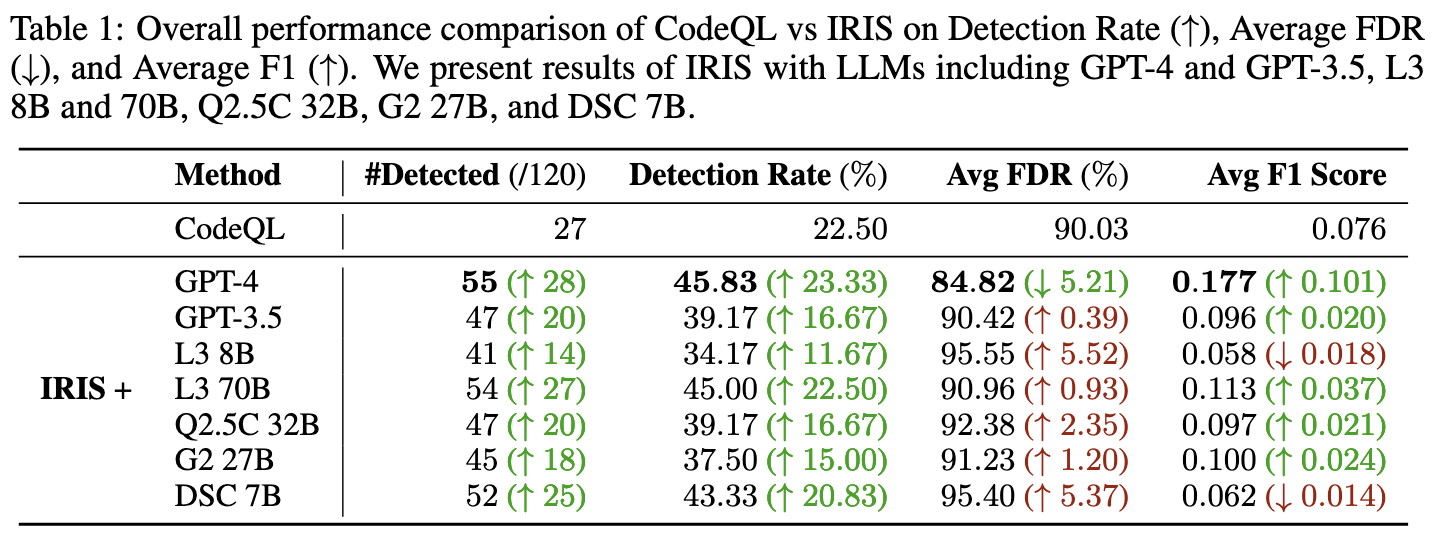 Table 1: Overall performance comparison of CodeQL vs IRIS on Detection Rate (↑), Average FDR
(↓), and Average F1 (↑). We present results of IRIS with LLMs including GPT-4 and GPT-3.5, L3
8B and 70B, Q2.5C 32B, G2 27B, and DSC 7B.
Method #Detected (/120) Detection Rate (%) Avg FDR (%) Avg F1 Score
CodeQL 27 22.50 90.03 0.076
GPT-4 55 (↑ 28) 45.83 (↑ 23.33) 84.82 (↓ 5.21) 0.177 (↑ 0.101)
GPT-3.5 47 (↑ 20) 39.17 (↑ 16.67) 90.42 (↑ 0.39) 0.096 (↑ 0.020)
L3 8B 41 (↑ 14) 34.17 (↑ 11.67) 95.55 (↑ 5.52) 0.058 (↓ 0.018)
IRIS + L3 70B 54 (↑ 27) 45.00 (↑ 22.50) 90.96 (↑ 0.93) 0.113 (↑ 0.037)
Q2.5C 32B 47 (↑ 20) 39.17 (↑ 16.67) 92.38 (↑ 2.35) 0.097 (↑ 0.021)
G2 27B 45 (↑ 18) 37.50 (↑ 15.00) 91.23 (↑ 1.20) 0.100 (↑ 0.024)
DSC 7B 52 (↑ 25) 43.33 (↑ 20.83) 95.40 (↑ 5.37) 0.062 (↓ 0.014)